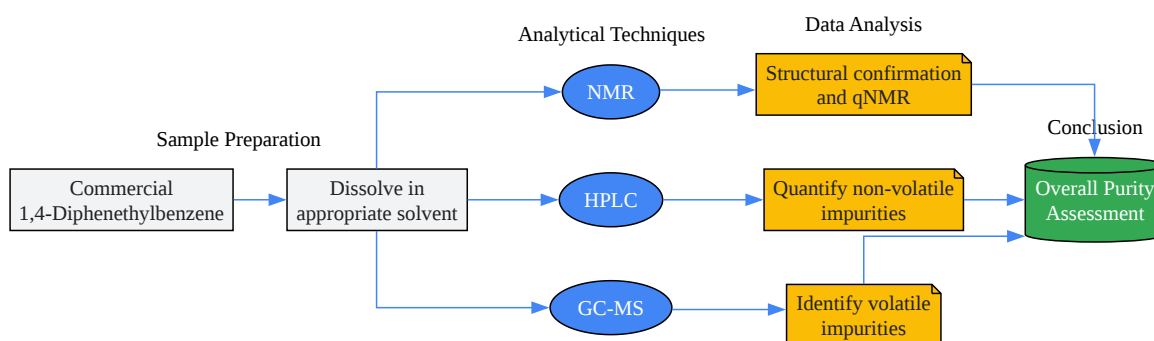 Analytical Techniques
Data Analysis
NMR
Structural confirmation
and qNMR
Sample Preparation
Conclusion
Commercial
1,4-Diphenethylbenzene
Dissolve in
appropriate solvent
HPLC
Quantify non-volatile
impurities
Overall Purity
Assessment
GC-MS
Identify volatile
impurities